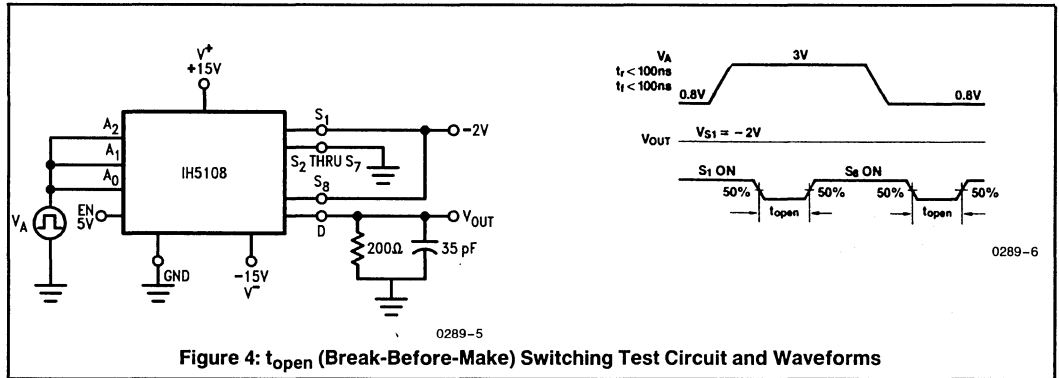 V+
+15V
A2
A1
A0
VA
EN
5V
IH5108
S1
S2 THRU S7
S8
D
-2V
VOUT
200Ω
35 pF
GND
-15V
V-
0289-5
VA
tr < 100ns
tf < 100ns
3V
0.8V
0.8V
VOUT
VS1 = -2V
S1 ON
S8 ON
50%
50%
50%
50%
topen
topen
0289-6
Figure 4: topen (Break-Before-Make) Switching Test Circuit and Waveforms